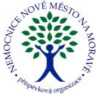 NEMOCNICE NOVÉ MĚSTO NA MORAVĚ
příspěvková organizace